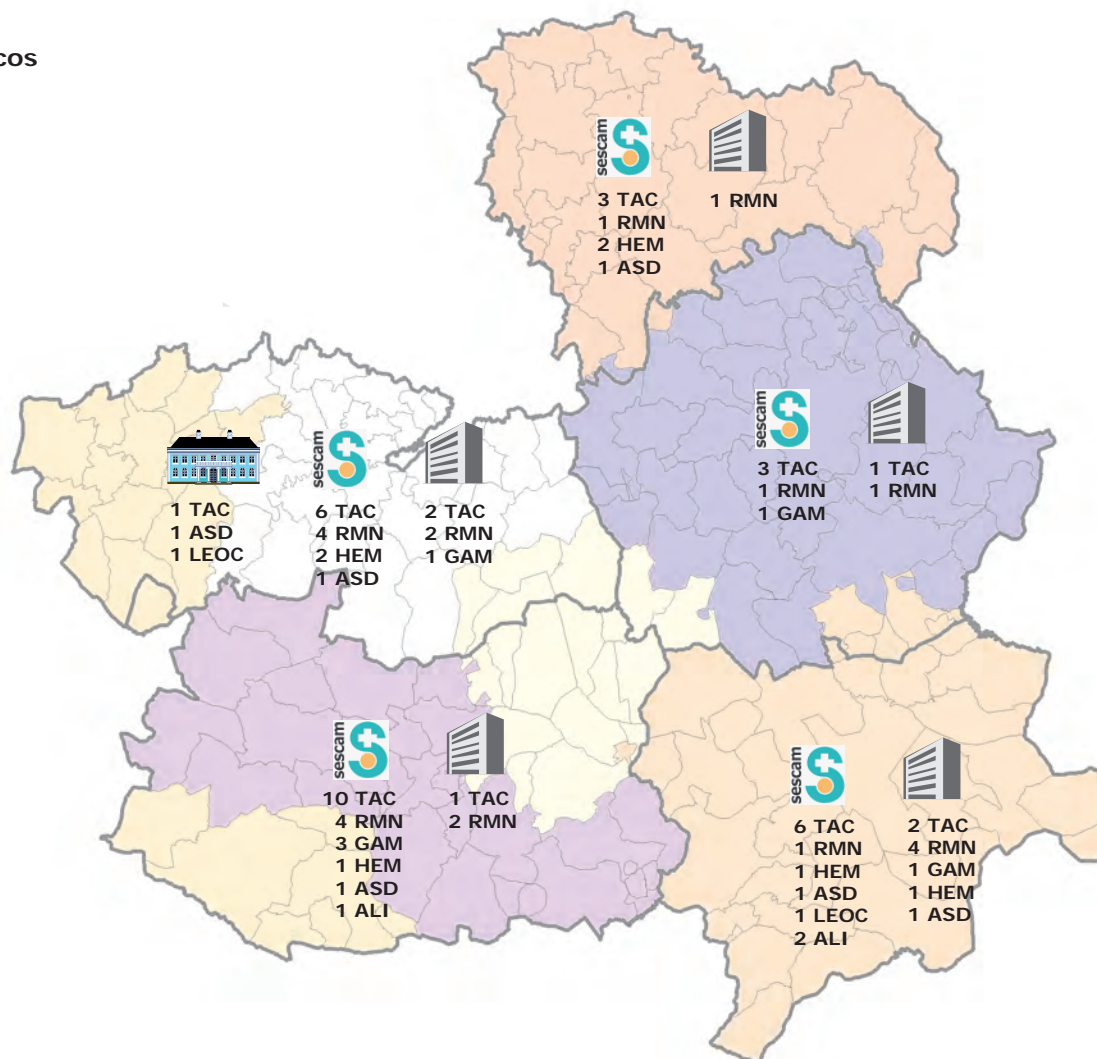 cos
sescam
3 TAC
1 RMN
2 HEM
1 ASD
1 RMN
sescam
3 TAC
1 RMN
1 GAM
1 TAC
1 RMN
1 TAC
1 ASD
1 LEOC
sescam
6 TAC
4 RMN
2 HEM
1 ASD
2 TAC
2 RMN
1 GAM
sescam
10 TAC
4 RMN
3 GAM
1 HEM
1 ASD
1 ALI
1 TAC
2 RMN
sescam
6 TAC
1 RMN
1 HEM
1 ASD
1 LEOC
2 ALI
2 TAC
4 RMN
1 GAM
1 HEM
1 ASD